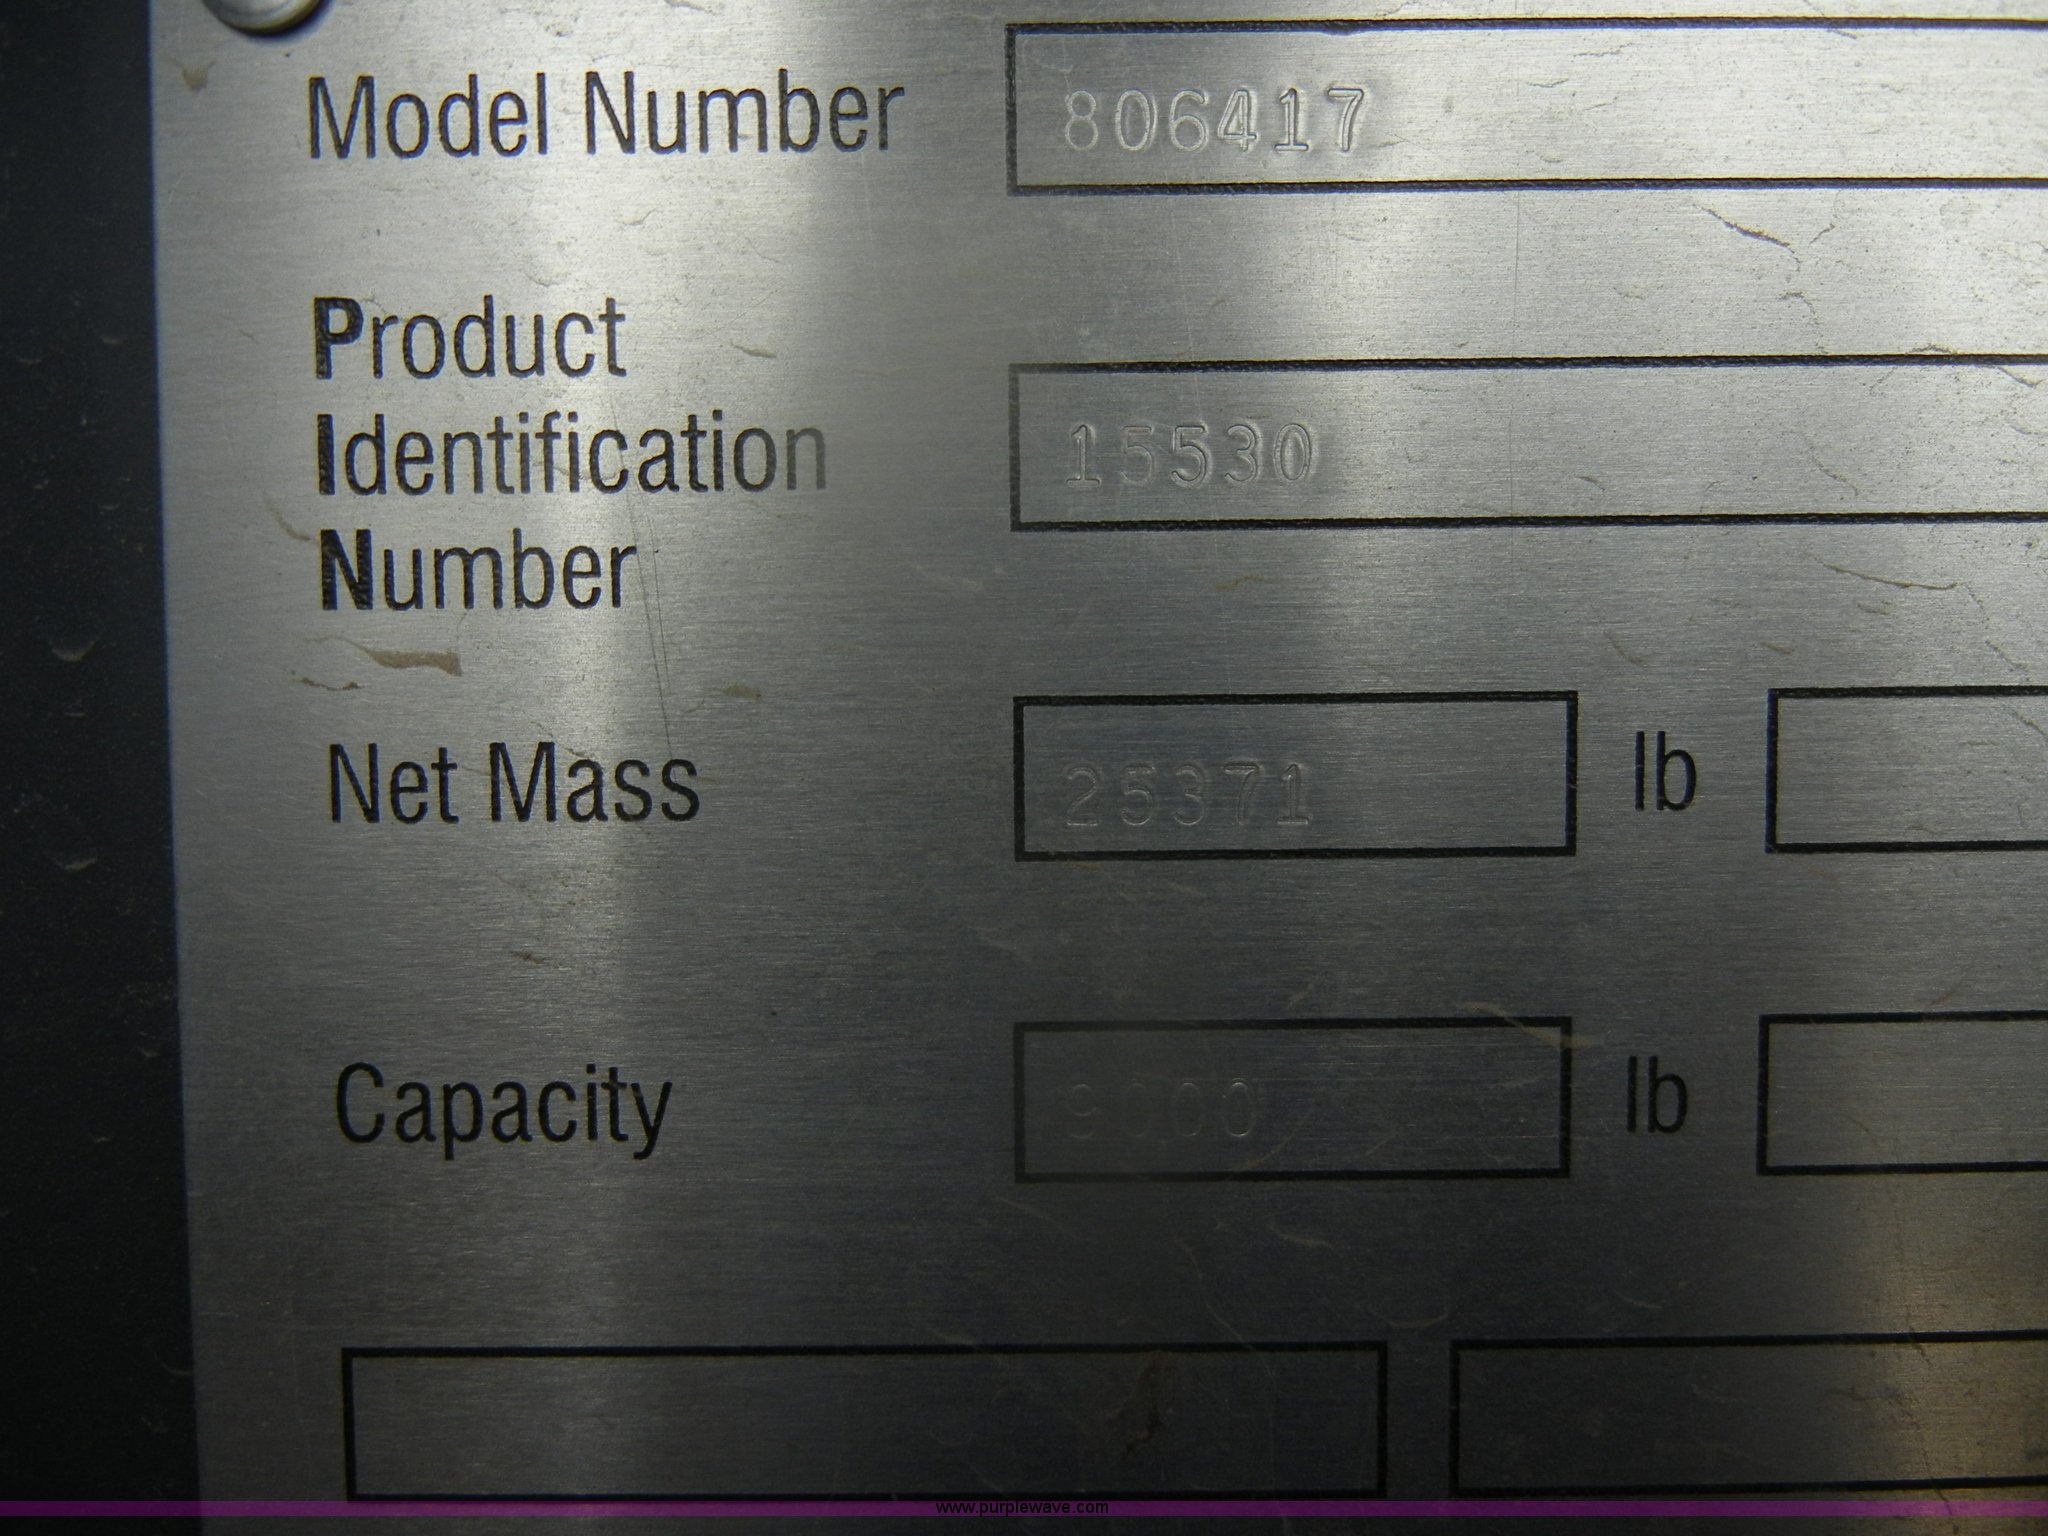 Model Number 806417
Product
Identification 15530
Number
Net Mass 25371 lb
Capacity 9000 lb
www.purplewave.com